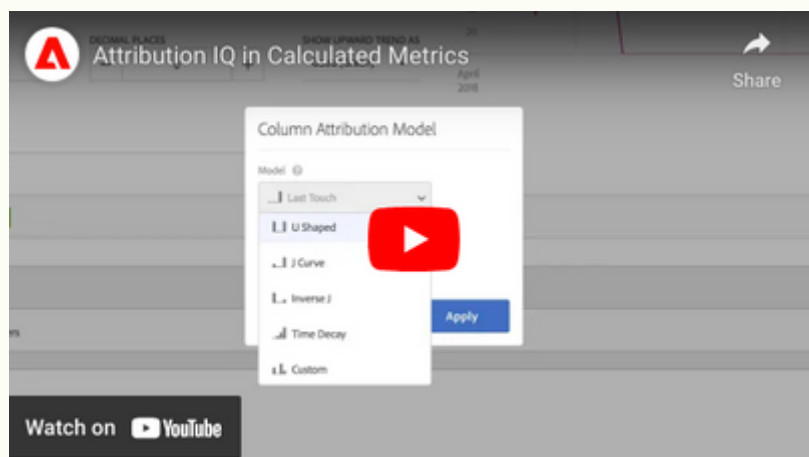 DECIMAL PLACES
SHOW UPWARD TREND AS
20
Attribution IQ in Calculated Metrics
April
2018
Share
Column Attribution Model
Model
Last Touch
U Shaped
J Curve
Inverse J
Time Decay
Custom
Apply
Watch on YouTube